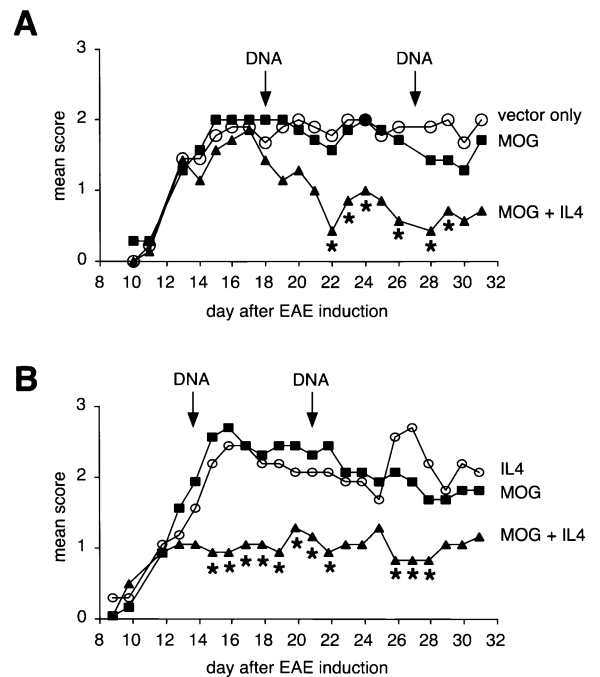 A
DNA DNA
3
2
1
0
mean score
vector only
MOG
MOG + IL4
*
*
*
*
*
*
8 10 12 14 16 18 20 22 24 26 28 30 32
day after EAE induction
B
DNA DNA
3
2
1
0
mean score
IL4
MOG
MOG + IL4
* * * * * * * * * * *
8 10 12 14 16 18 20 22 24 26 28 30 32
day after EAE induction